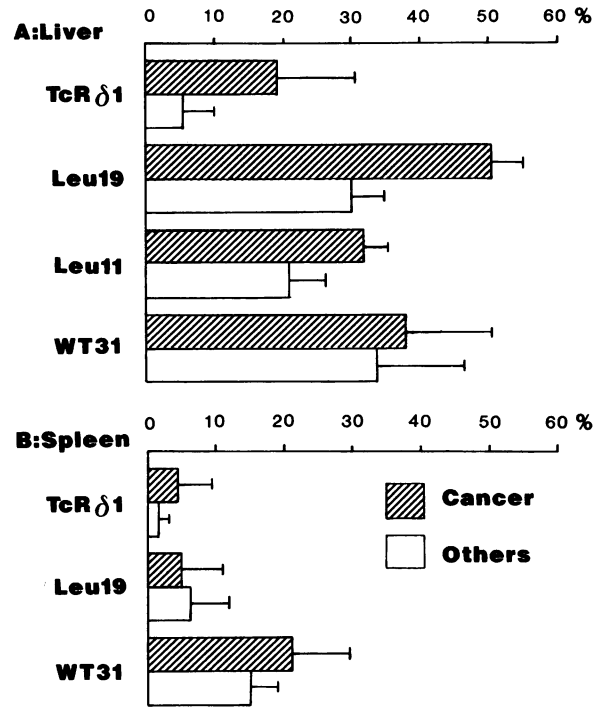 0 10 20 30 40 50 60 %
A:Liver
TcR δ1
Leu19
Leu11
WT31
0 10 20 30 40 50 60 %
B:Spleen
TcR δ1
Cancer
Others
Leu19
WT31